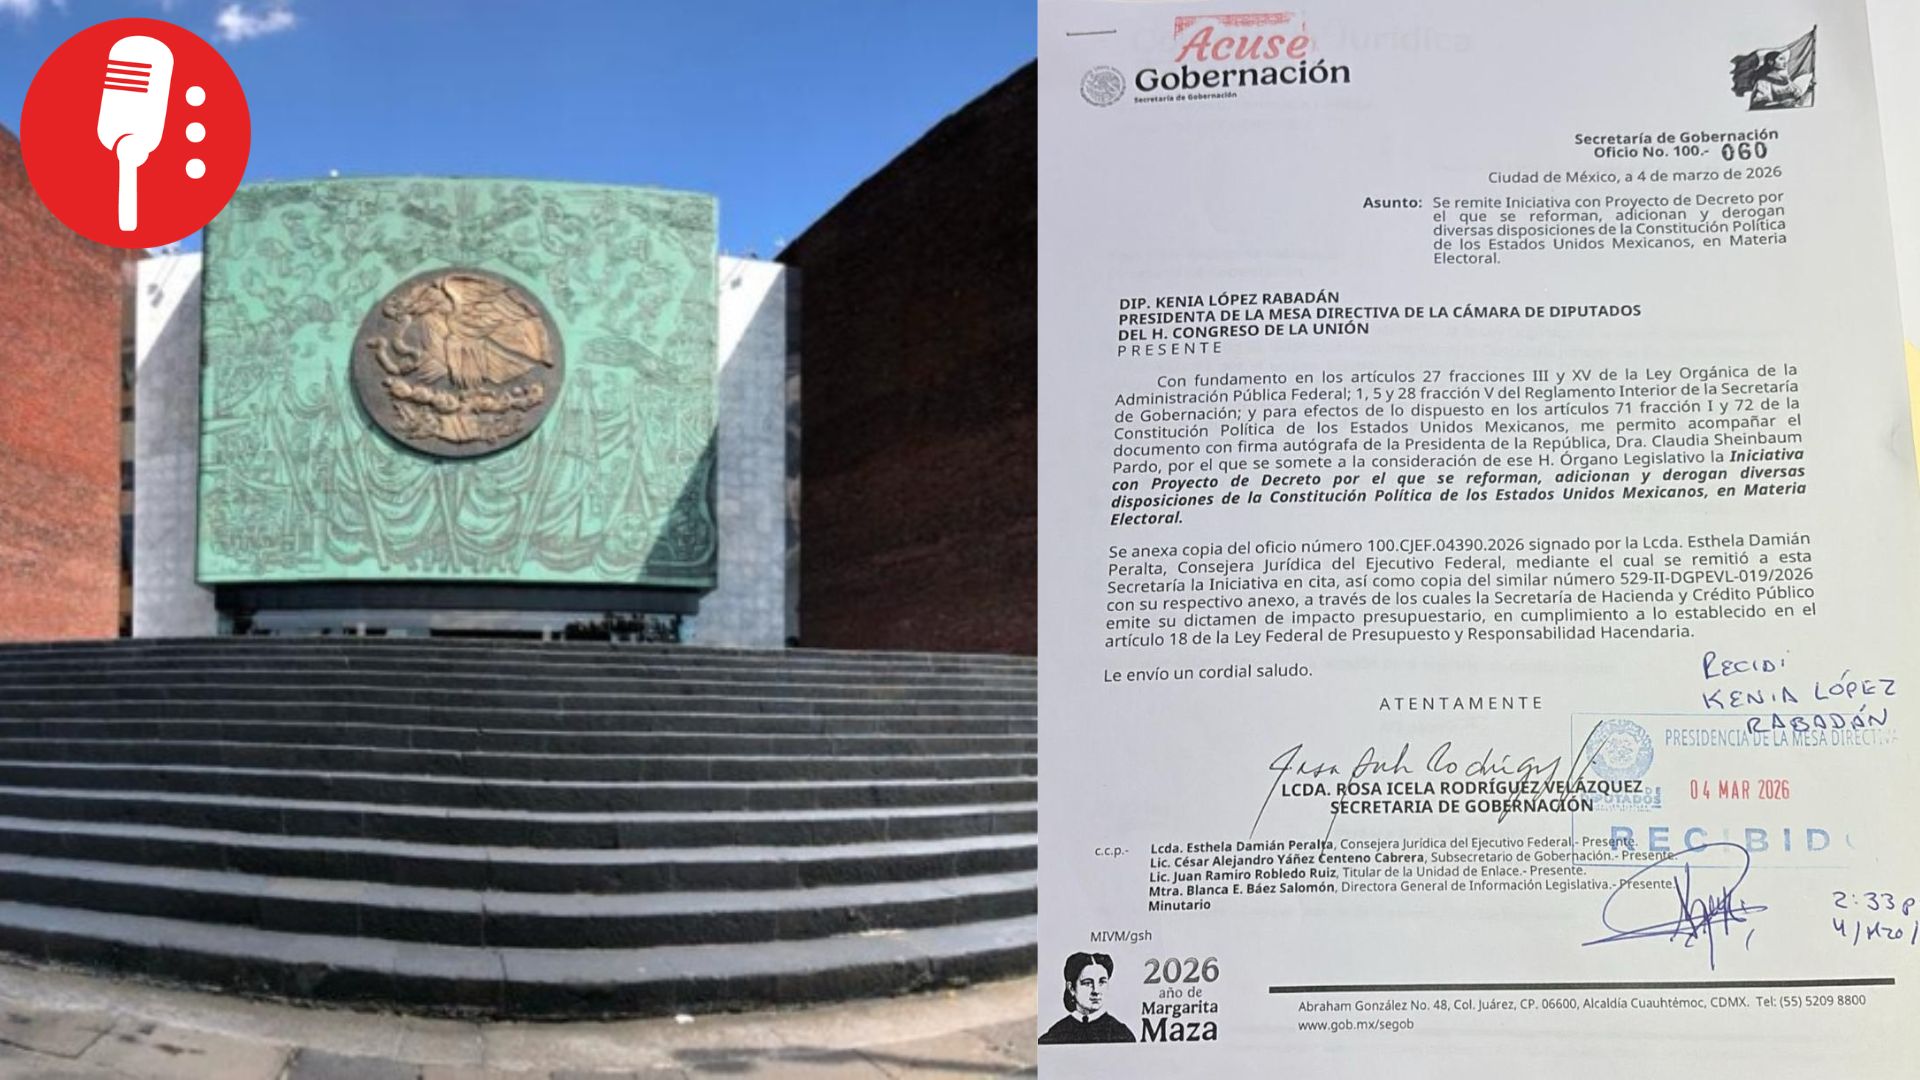 Acuse
Gobernación
Secretaría de Gobernación
Secretaría de Gobernación
Oficio No. 100.- 060
Ciudad de México, a 4 de marzo de 2026
Asunto: Se remite Iniciativa con Proyecto de Decreto por
el que se reforman, adicionan y derogan
diversas disposiciones de la Constitución Política
de los Estados Unidos Mexicanos, en Materia
Electoral.
DIP. KENIA LÓPEZ RABADÁN
PRESIDENTA DE LA MESA DIRECTIVA DE LA CÁMARA DE DIPUTADOS
DEL H. CONGRESO DE LA UNIÓN
P R E S E N T E
Con fundamento en los artículos 27 fracciones III y XV de la Ley Orgánica de la
Administración Pública Federal; 1, 5 y 28 fracción V del Reglamento Interior de la Secretaría
de Gobernación; y para efectos de lo dispuesto en los artículos 71 fracción I y 72 de la
Constitución Política de los Estados Unidos Mexicanos, me permito acompañar el
documento con firma autógrafa de la Presidenta de la República, Dra. Claudia Sheinbaum
Pardo, por el que se somete a la consideración de ese H. Órgano Legislativo la Iniciativa
con Proyecto de Decreto por el que se reforman, adicionan y derogan diversas
disposiciones de la Constitución Política de los Estados Unidos Mexicanos, en Materia
Electoral.
Se anexa copia del oficio número 100.CJEF.04390.2026 signado por la Lcda. Esthela Damián
Peralta, Consejera Jurídica del Ejecutivo Federal, mediante el cual se remitió a esta
Secretaría la Iniciativa en cita, así como copia del similar número 529-II-DGPEVL-019/2026
con su respectivo anexo, a través de los cuales la Secretaría de Hacienda y Crédito Público
emite su dictamen de impacto presupuestario, en cumplimiento a lo establecido en el
artículo 18 de la Ley Federal de Presupuesto y Responsabilidad Hacendaria.
Le envío un cordial saludo.
A T E N T A M E N T E
RECIDI
KENIA LÓPEZ
RABADÁN
PRESIDENCIA DE LA MESA DIRECTIVA
LCDA. ROSA ICELA RODRÍGUEZ VELÁZQUEZ
SECRETARIA DE GOBERNACIÓN
DIPUTADOS
04 MAR 2026
RECIBIDO
c.c.p.- Lcda. Esthela Damián Peralta, Consejera Jurídica del Ejecutivo Federal.- Presente.
Lic. César Alejandro Yáñez Centeno Cabrera, Subsecretario de Gobernación.- Presente.
Lic. Juan Ramiro Robledo Ruiz, Titular de la Unidad de Enlace.- Presente.
Mtra. Blanca E. Báez Salomón, Directora General de Información Legislativa.- Presente.
Minutario
2:33 p
4/Mzo/
MIVM/gsh
2026
año de
Margarita
Maza
Abraham González No. 48, Col. Juárez, CP. 06600, Alcaldía Cuauhtémoc, CDMX. Tel: (55) 5209 8800
www.gob.mx/segob